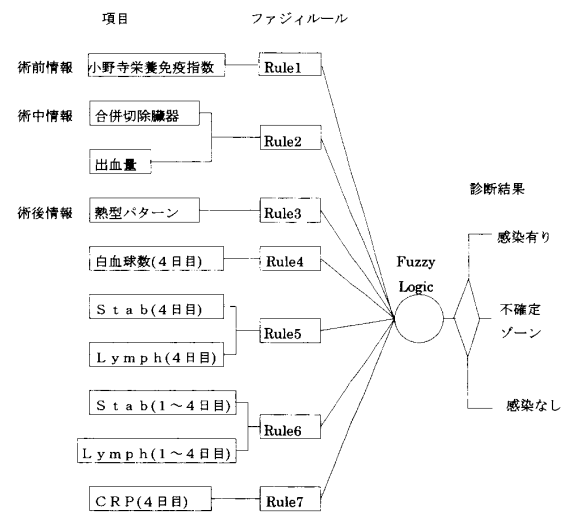 項目 ファジィルール
術前情報 小野寺栄養免疫指数 Rule1
術中情報 合併切除臓器
出血量 Rule2
診断結果
術後情報 熱型パターン Rule3
感染有り
白血球数(4日目) Rule4
Fuzzy
Logic
Ｓｔａｂ(4日目)
Ｌｙｍｐｈ(4日目) Rule5
不確定
ゾーン
Ｓｔａｂ(1～4日目)
Ｌｙｍｐｈ(1～4日目) Rule6
感染なし
ＣＲＰ(4日目) Rule7